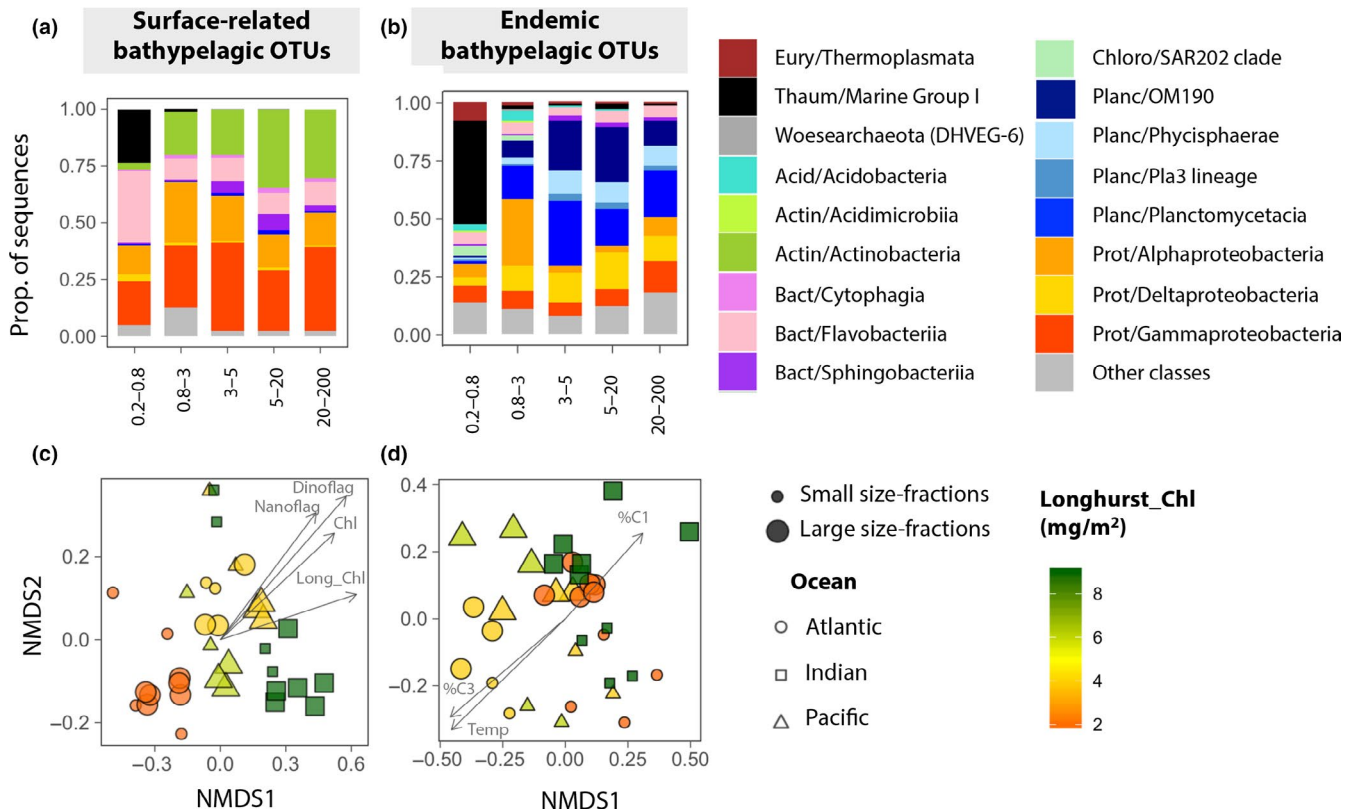 (a)
Surface-related
bathypelagic OTUs
(b)
Endemic
bathypelagic OTUs
Prop. of sequences
1.00
0.75
0.50
0.25
0.00
0.2–0.8
0.8–3
3–5
5–20
20–200
1.00
0.75
0.50
0.25
0.00
0.2–0.8
0.8–3
3–5
5–20
20–200
Eury/Thermoplasmata
Thaum/Marine Group I
Woesearchaeota (DHVEG-6)
Acid/Acidobacteria
Actin/Acidimicrobiia
Actin/Actinobacteria
Bact/Cytophagia
Bact/Flavobacteriia
Bact/Sphingobacteriia
Chloro/SAR202 clade
Planc/OM190
Planc/Phycisphaerae
Planc/Pla3 lineage
Planc/Planctomycetacia
Prot/Alphaproteobacteria
Prot/Deltaproteobacteria
Prot/Gammaproteobacteria
Other classes
(c)
NMDS2
0.2
0.0
−0.2
Dinoflag
Nanoflag
Chl
Long_Chl
−0.3
0.0
0.3
0.6
NMDS1
(d)
0.4
0.2
0.0
−0.2
%C1
%C3
Temp
−0.50
−0.25
0.00
0.25
0.50
NMDS1
Small size-fractions
Large size-fractions
Ocean
Atlantic
Indian
Pacific
Longhurst_Chl
(mg/m²)
8
6
4
2